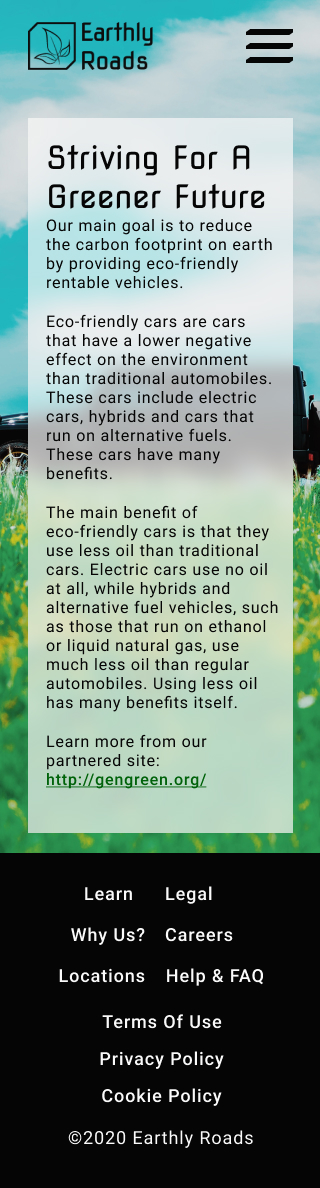 Earthly
Roads
Striving For A
Greener Future
Our main goal is to reduce
the carbon footprint on earth
by providing eco-friendly
rentable vehicles.
Eco-friendly cars are cars
that have a lower negative
effect on the environment
than traditional automobiles.
These cars include electric
cars, hybrids and cars that
run on alternative fuels.
These cars have many
benefits.
The main benefit of
eco-friendly cars is that they
use less oil than traditional
cars. Electric cars use no oil
at all, while hybrids and
alternative fuel vehicles, such
as those that run on ethanol
or liquid natural gas, use
much less oil than regular
automobiles. Using less oil
has many benefits itself.
Learn more from our
partnered site:
http://gengreen.org/
Learn Legal
Why Us? Careers
Locations Help & FAQ
Terms Of Use
Privacy Policy
Cookie Policy
©2020 Earthly Roads